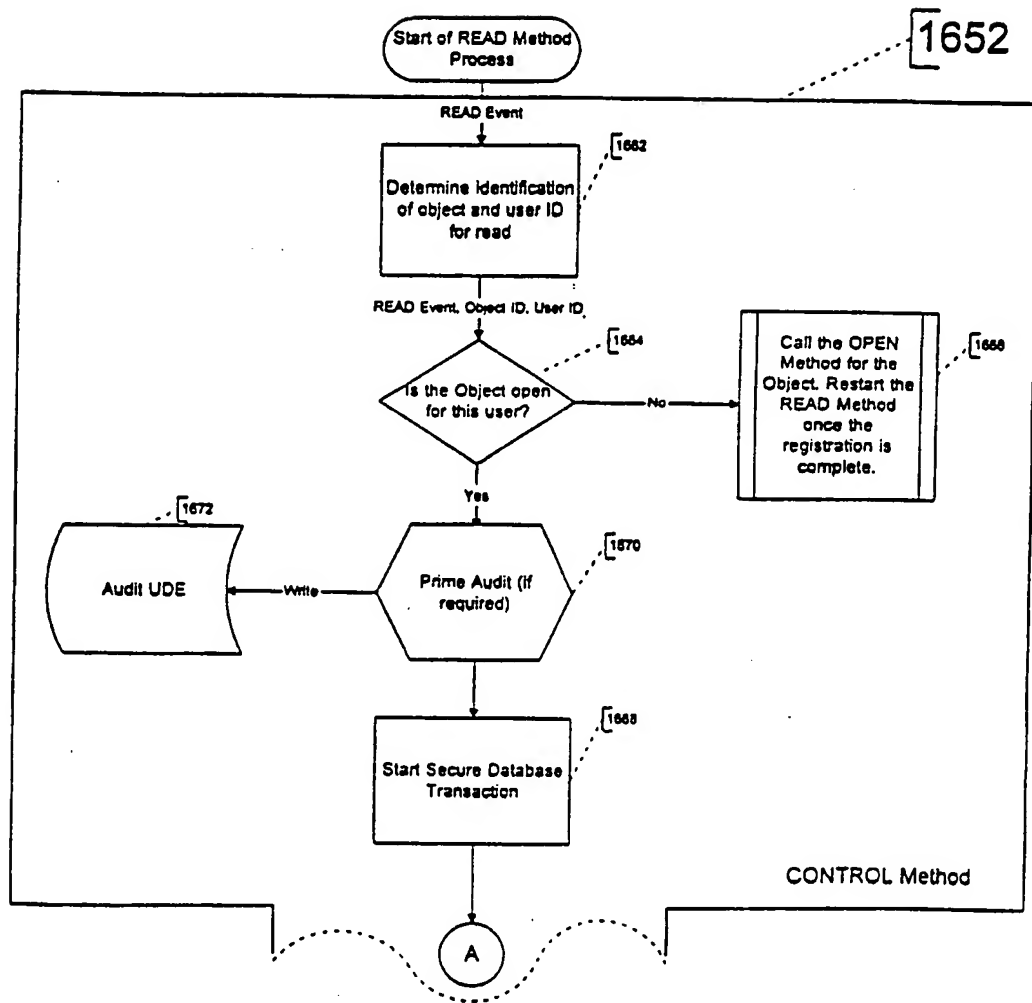 Start of READ Method
Process
1652
READ Event
1662
Determine Identification
of object and user ID
for read
READ Event, Object ID, User ID
1664
Is the Object open
for this user?
No
Call the OPEN
Method for the
Object. Restart the
READ Method
once the
registration is
complete.
1666
Yes
1672
Audit UDE
Write
Prime Audit (if
required)
1670
1668
Start Secure Database
Transaction
CONTROL Method
A